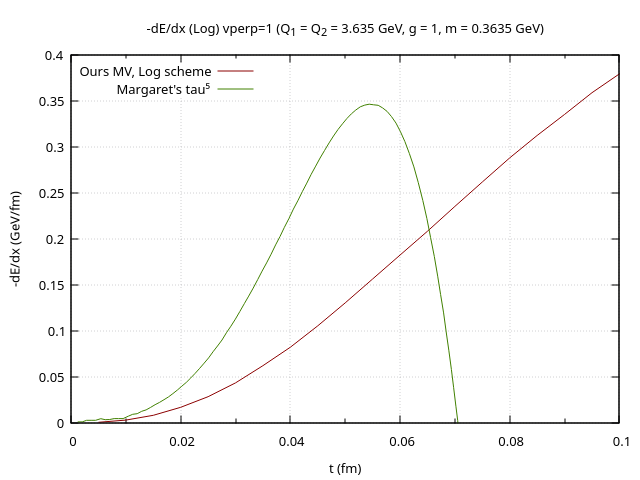 -dE/dx (Log) vperp=1 (Q₁ = Q₂ = 3.635 GeV, g = 1, m = 0.3635 GeV)
Ours MV, Log scheme
Margaret's tau⁵
0.4
0.35
0.3
0.25
0.2
0.15
0.1
0.05
0
-dE/dx (GeV/fm)
0 0.02 0.04 0.06 0.08 0.1
t (fm)